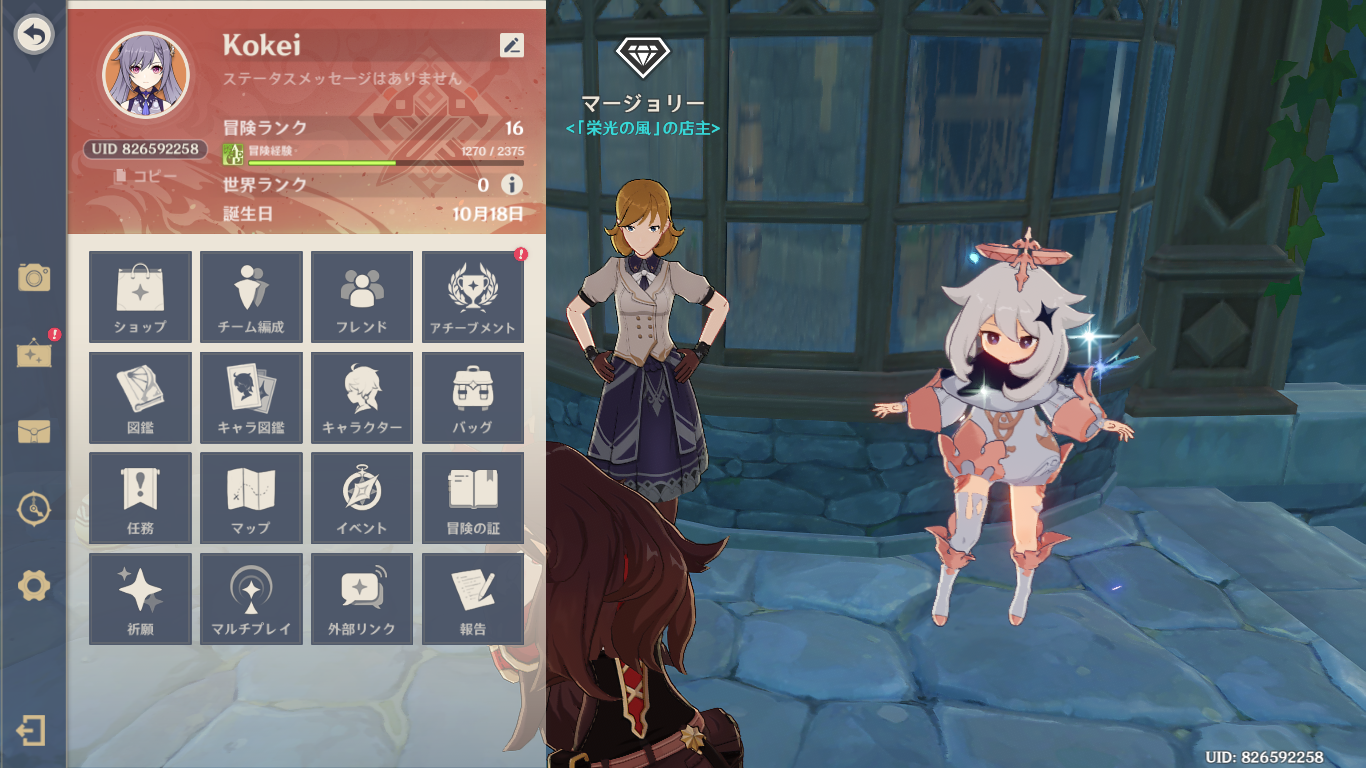 Kokei
ステータスメッセージはありません
UID 826592258
コピー
冒険ランク 16
冒険経験 1270 / 2375
世界ランク 0
誕生日 10月18日
ショップ
チーム編成
フレンド
アチーブメント
図鑑
キャラ図鑑
キャラクター
バッグ
任務
マップ
イベント
冒険の証
祈願
マルチプレイ
外部リンク
報告
マージョリー
<「栄光の風」の店主>
UID: 826592258